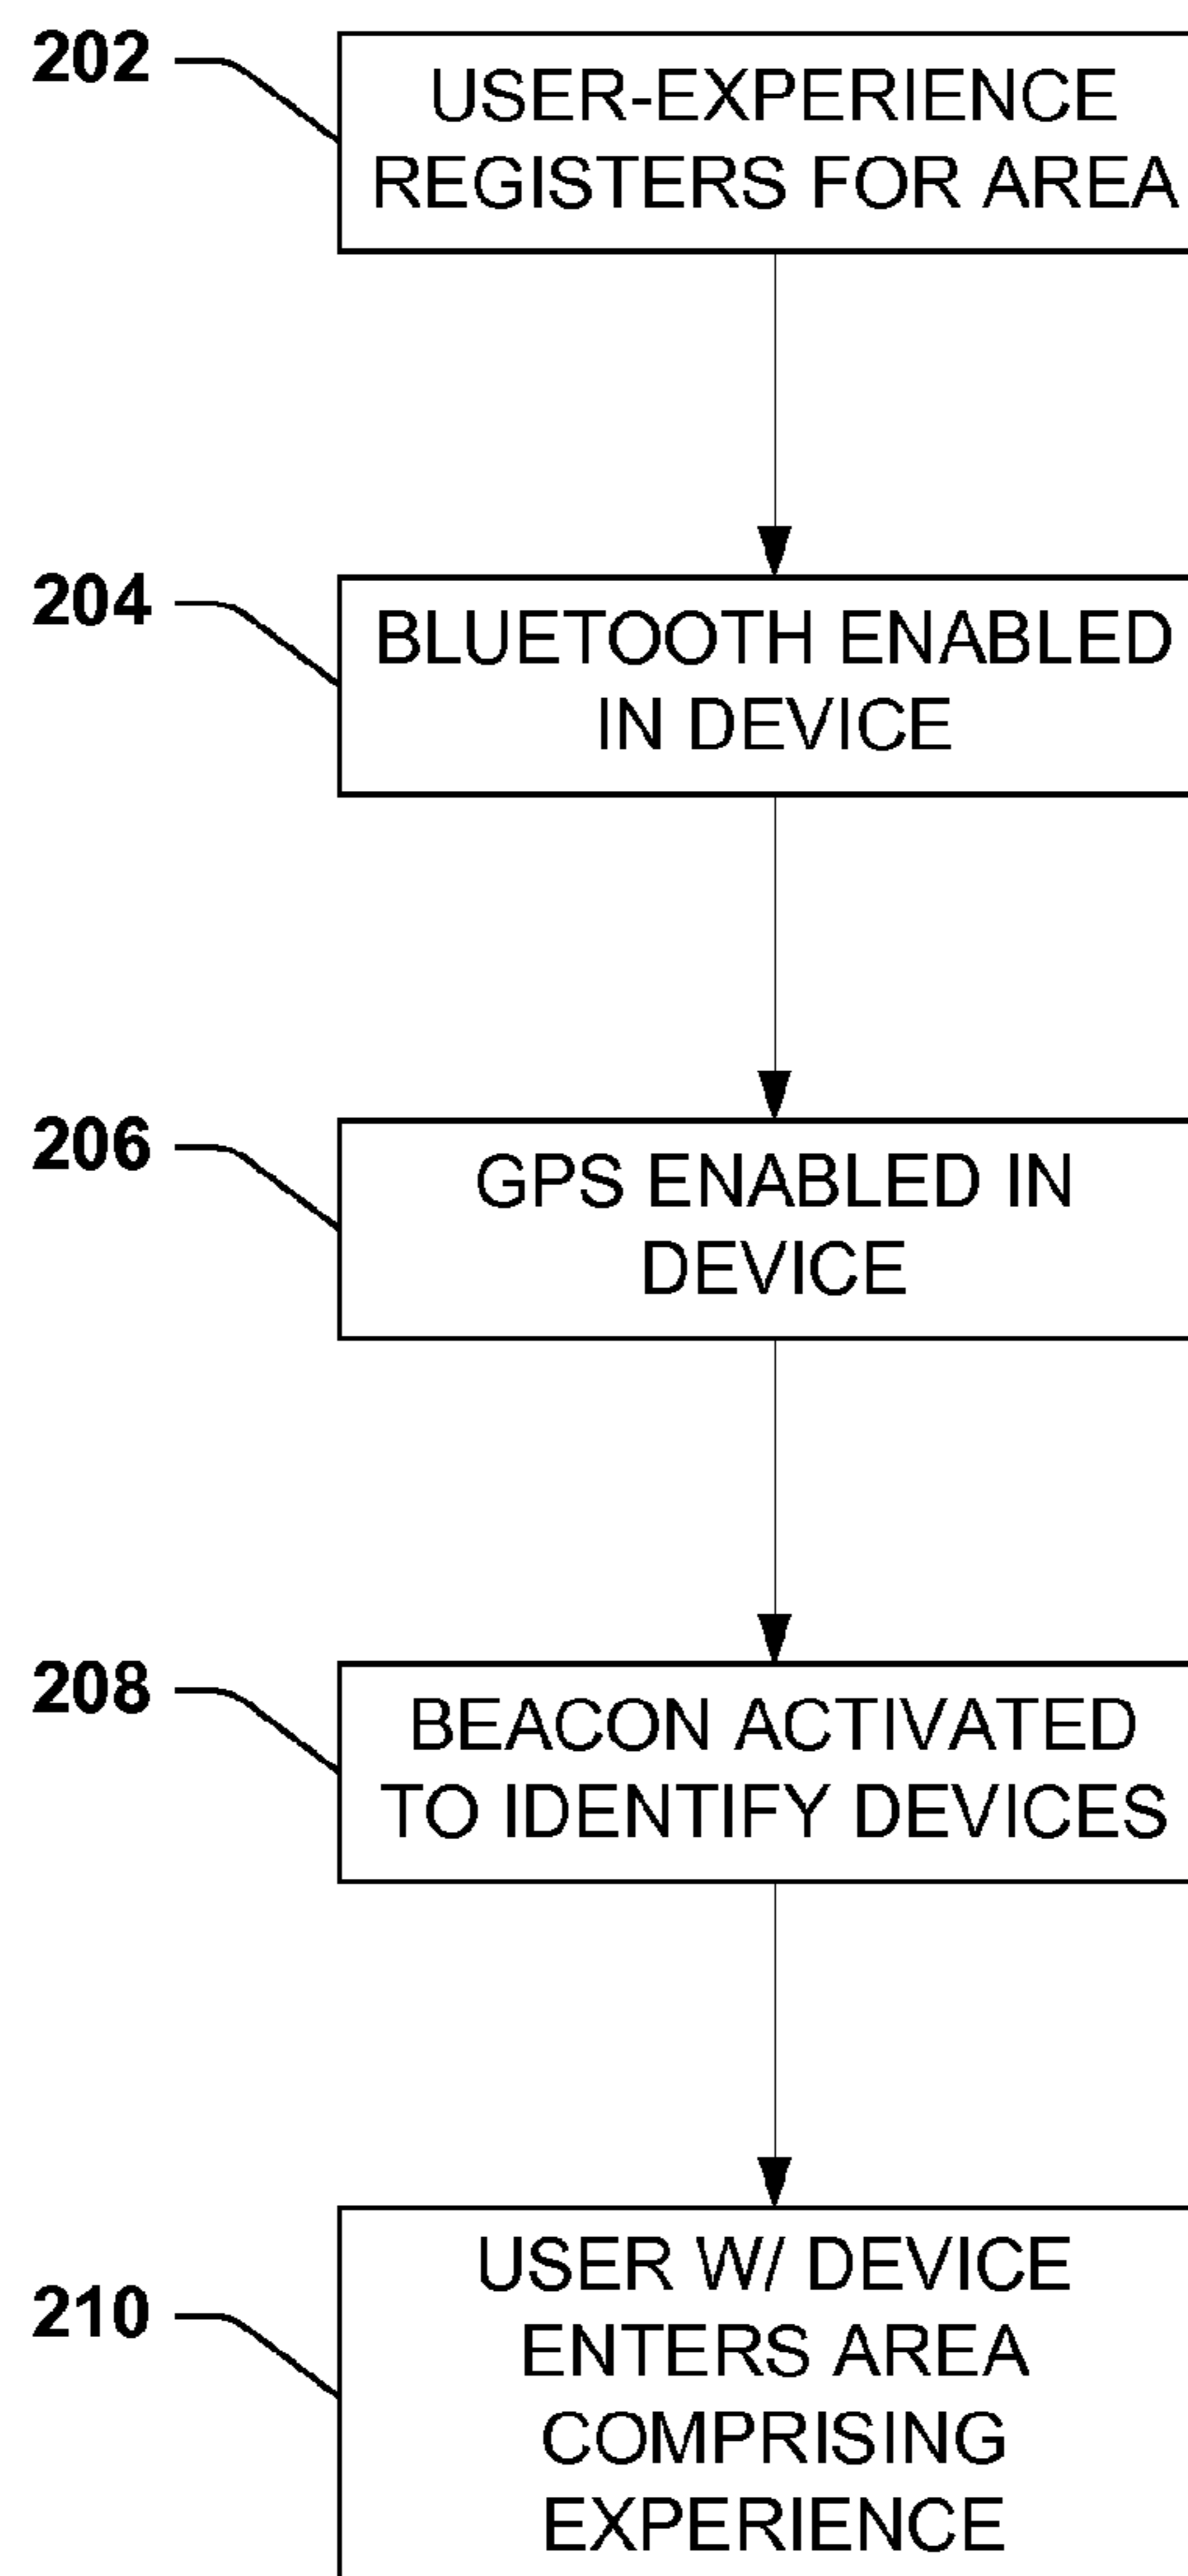 202
USER-EXPERIENCE
REGISTERS FOR AREA
204
BLUETOOTH ENABLED
IN DEVICE
206
GPS ENABLED IN
DEVICE
208
BEACON ACTIVATED
TO IDENTIFY DEVICES
210
USER W/ DEVICE
ENTERS AREA
COMPRISING
EXPERIENCE